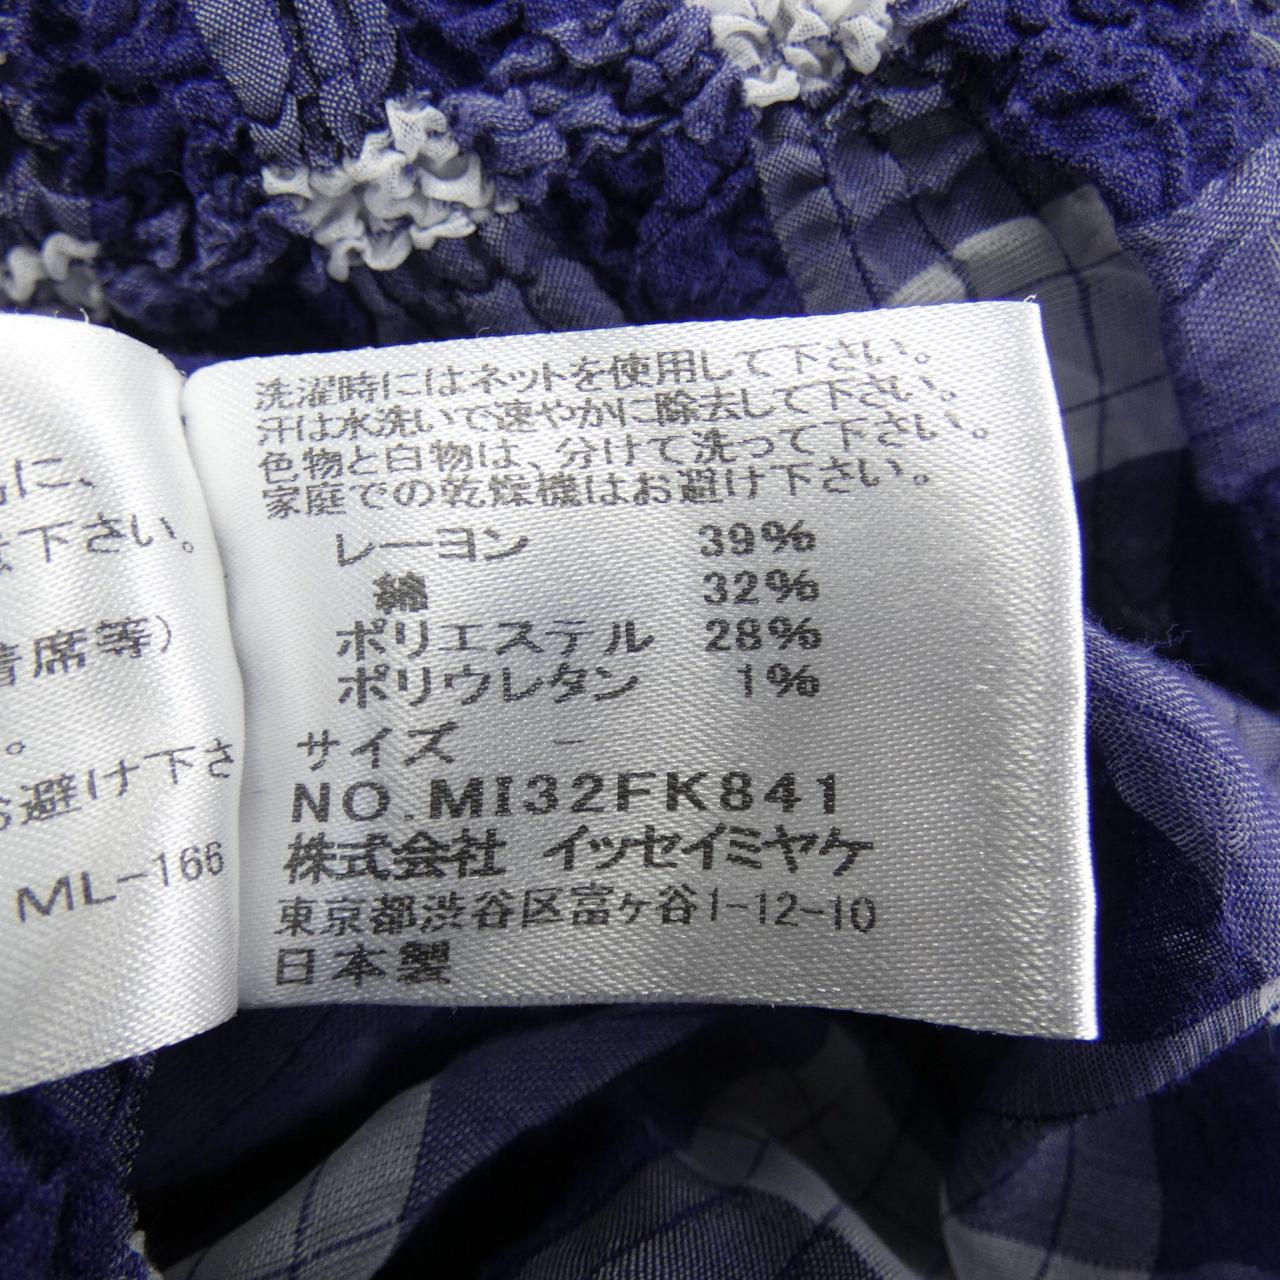 に、
下さい。
着席等）
。
お避け下さ
ML-166
洗濯時にはネットを使用して下さい。
汗は水洗いで速やかに除去して下さい。
色物と白物は、分けて洗って下さい。
家庭での乾燥機はお避け下さい。
レーヨン 39%
綿 32%
ポリエステル 28%
ポリウレタン 1%
サイズ －
NO.MI32FK841
株式会社 イッセイミヤケ
東京都渋谷区富ヶ谷1-12-10
日本製